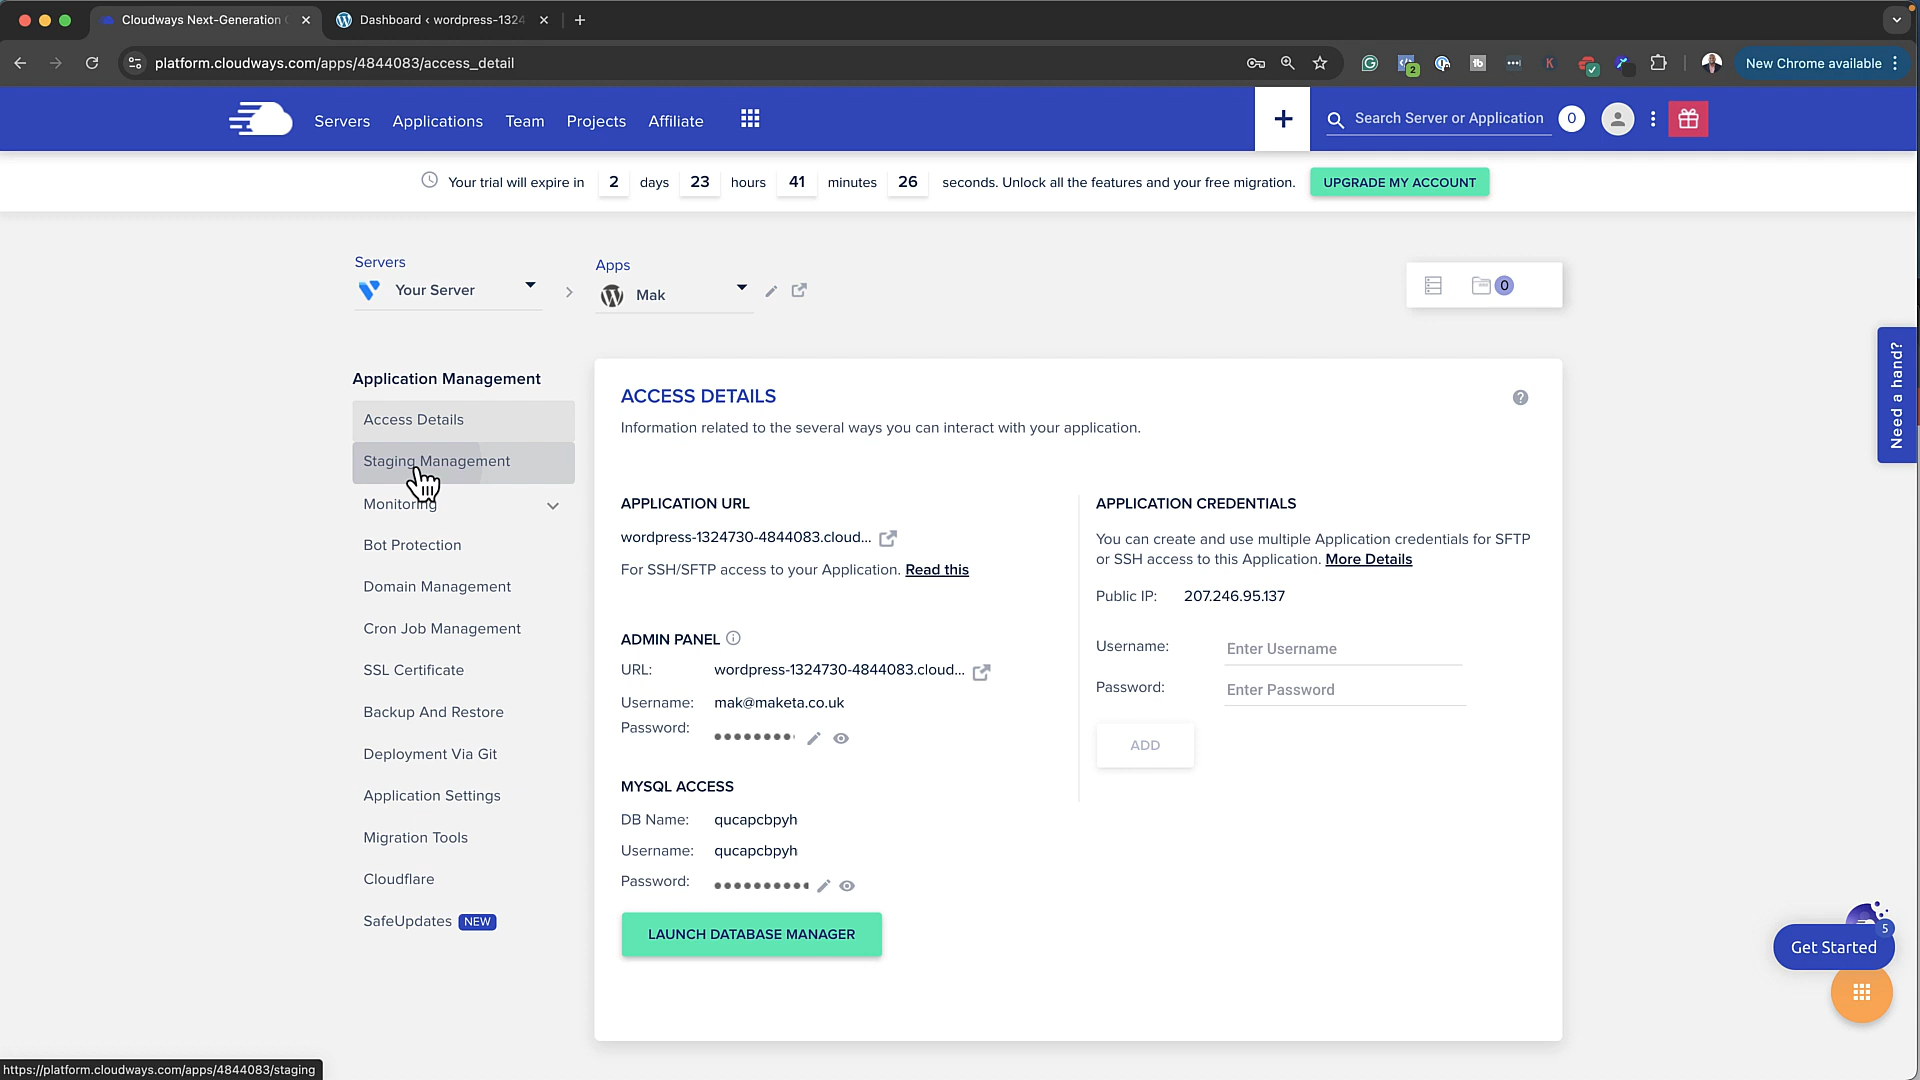 Cloudways Next-Generation C
Dashboard ‹ wordpress-1324
platform.cloudways.com/apps/4844083/access_detail
2
tb
K
New Chrome available
Servers
Applications
Team
Projects
Affiliate
+
Search Server or Application
0
Your trial will expire in 2 days 23 hours 41 minutes 26 seconds. Unlock all the features and your free migration.
UPGRADE MY ACCOUNT
Servers
Your Server
Apps
Mak
0
Need a hand?
Application Management
Access Details
Staging Management
Monitoring
Bot Protection
Domain Management
Cron Job Management
SSL Certificate
Backup And Restore
Deployment Via Git
Application Settings
Migration Tools
Cloudflare
SafeUpdates NEW
ACCESS DETAILS
Information related to the several ways you can interact with your application.
APPLICATION URL
wordpress-1324730-4844083.cloud...
For SSH/SFTP access to your Application. Read this
ADMIN PANEL
URL: wordpress-1324730-4844083.cloud...
Username: mak@maketa.co.uk
Password:
MYSQL ACCESS
DB Name: qucapcbpyh
Username: qucapcbpyh
Password:
LAUNCH DATABASE MANAGER
APPLICATION CREDENTIALS
You can create and use multiple Application credentials for SFTP
or SSH access to this Application. More Details
Public IP: 207.246.95.137
Username: Enter Username
Password: Enter Password
ADD
5
Get Started
https://platform.cloudways.com/apps/4844083/staging